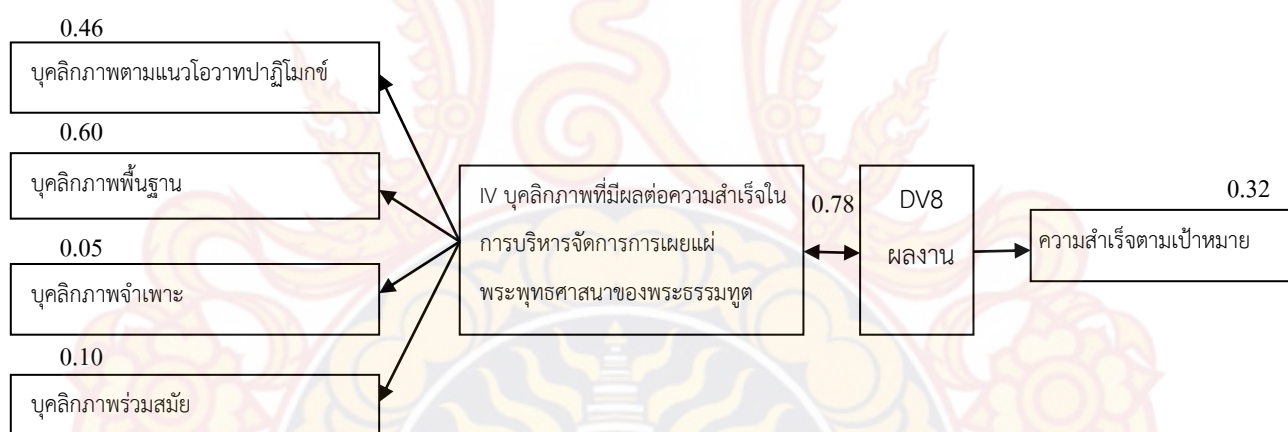 0.46
บุคลิกภาพตามแนวโอวาทปาฏิโมกข์
0.60
บุคลิกภาพพื้นฐาน
0.05
บุคลิกภาพจำเพาะ
0.10
บุคลิกภาพร่วมสมัย
IV บุคลิกภาพที่มีผลต่อความสำเร็จใน
การบริหารจัดการการเผยแผ่
พระพุทธศาสนาของพระธรรมทูต
0.78
DV8
ผลงาน
0.32
ความสำเร็จตามเป้าหมาย